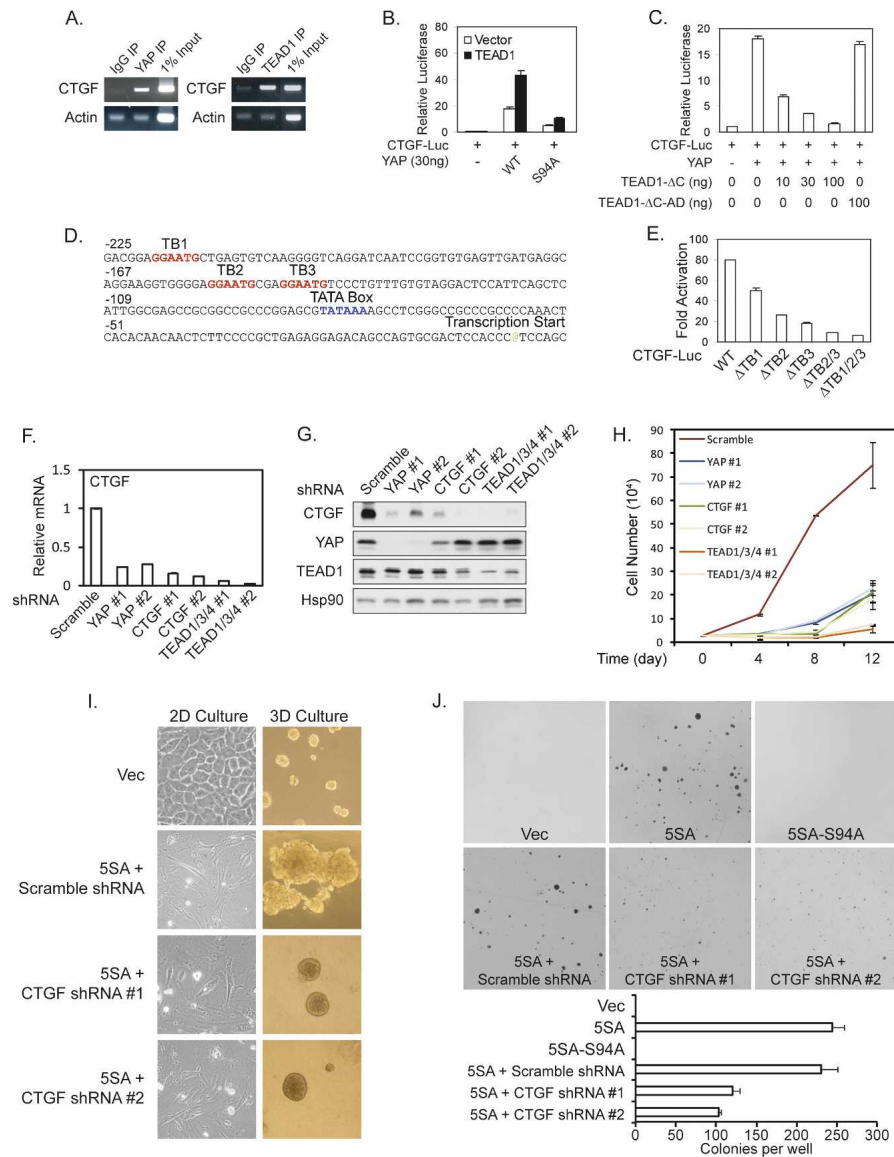 A.
IgG IP
YAP IP
1% Input
CTGF
Actin
IgG IP
TEAD1 IP
1% Input
CTGF
Actin
B.
Relative Luciferase
80
70
60
50
40
30
20
10
0
Vector
TEAD1
CTGF-Luc + + +
YAP (30ng) - WT S94A
C.
Relative Luciferase
20
15
10
5
0
CTGF-Luc + + + + + +
YAP - + + + + +
TEAD1-ΔC (ng) 0 0 10 30 100 0
TEAD1-ΔC-AD (ng) 0 0 0 0 0 100
D.
-225 TB1
GACGGAGGAATGCTGAGTGTCAAGGGGTCAGGATCAATCCGGTGTGAGTTGATGAGGC
-167 TB2 TB3
AGGAAGGTGGGGAGGAATGCGAGGAATGTCCCTGTTTGTGTAGGACTCCATTCAGCTC
-109 TATA Box
ATTGGCGAGCCGCGGCCGCCCGGAGCGTATAAAAGCCTCGGGCCGCCCGCCCCAAACT
-51 Transcription Start
CACACAACAACTCTTCCCCGCTGAGAGGAGACAGCCAGTGCGACTCCACCC@TCCAGC
E.
Fold Activation
100
80
60
40
20
0
CTGF-Luc
WT
ΔTB1
ΔTB2
ΔTB3
ΔTB2/3
ΔTB1/2/3
F.
Relative mRNA
1.5
1
0.5
0
CTGF
shRNA
Scramble
YAP #1
YAP #2
CTGF #1
CTGF #2
TEAD1/3/4 #1
TEAD1/3/4 #2
G.
shRNA
Scramble
YAP #1
YAP #2
CTGF #1
CTGF #2
TEAD1/3/4 #1
TEAD1/3/4 #2
CTGF
YAP
TEAD1
Hsp90
H.
Cell Number (10⁴)
90
80
70
60
50
40
30
20
10
0
Scramble
YAP #1
YAP #2
CTGF #1
CTGF #2
TEAD1/3/4 #1
TEAD1/3/4 #2
Time (day) 0 4 8 12
I.
2D Culture 3D Culture
Vec
5SA +
Scramble shRNA
5SA +
CTGF shRNA #1
5SA +
CTGF shRNA #2
J.
Vec 5SA 5SA-S94A
5SA +
Scramble shRNA
5SA +
CTGF shRNA #1
5SA +
CTGF shRNA #2
Vec
5SA
5SA-S94A
5SA + Scramble shRNA
5SA + CTGF shRNA #1
5SA + CTGF shRNA #2
0 50 100 150 200 250 300
Colonies per well